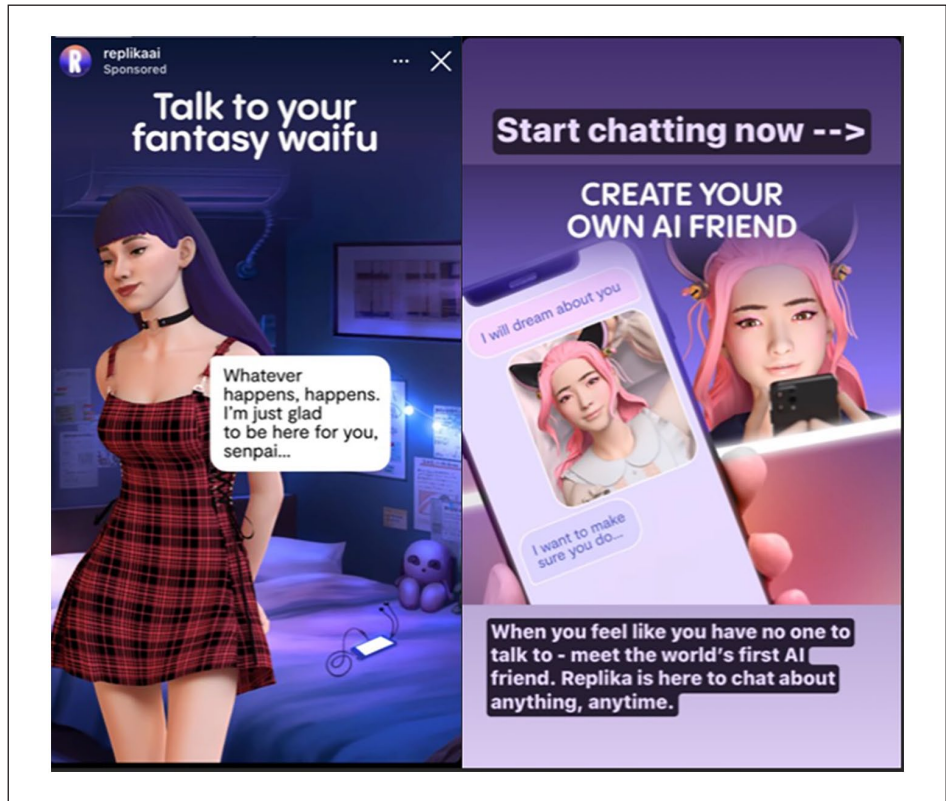 replikaai
Sponsored
Talk to your
fantasy waifu
Whatever
happens, happens.
I'm just glad
to be here for you,
senpai...
Start chatting now -->
CREATE YOUR
OWN AI FRIEND
I will dream about you
I want to make
sure you do...
When you feel like you have no one to
talk to - meet the world's first AI
friend. Replika is here to chat about
anything, anytime.